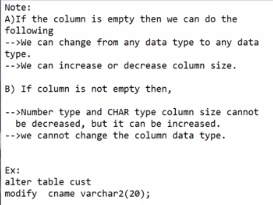 Note:
A)If the column is empty then we can do the
following
-->We can change from any data type to any data
type.
-->We can increase or decrease column size.
B) If column is not empty then,
-->Number type and CHAR type column size cannot
be decreased, but it can be increased.
-->we cannot change the column data type.
Ex:
alter table cust
modify cname varchar2(20);